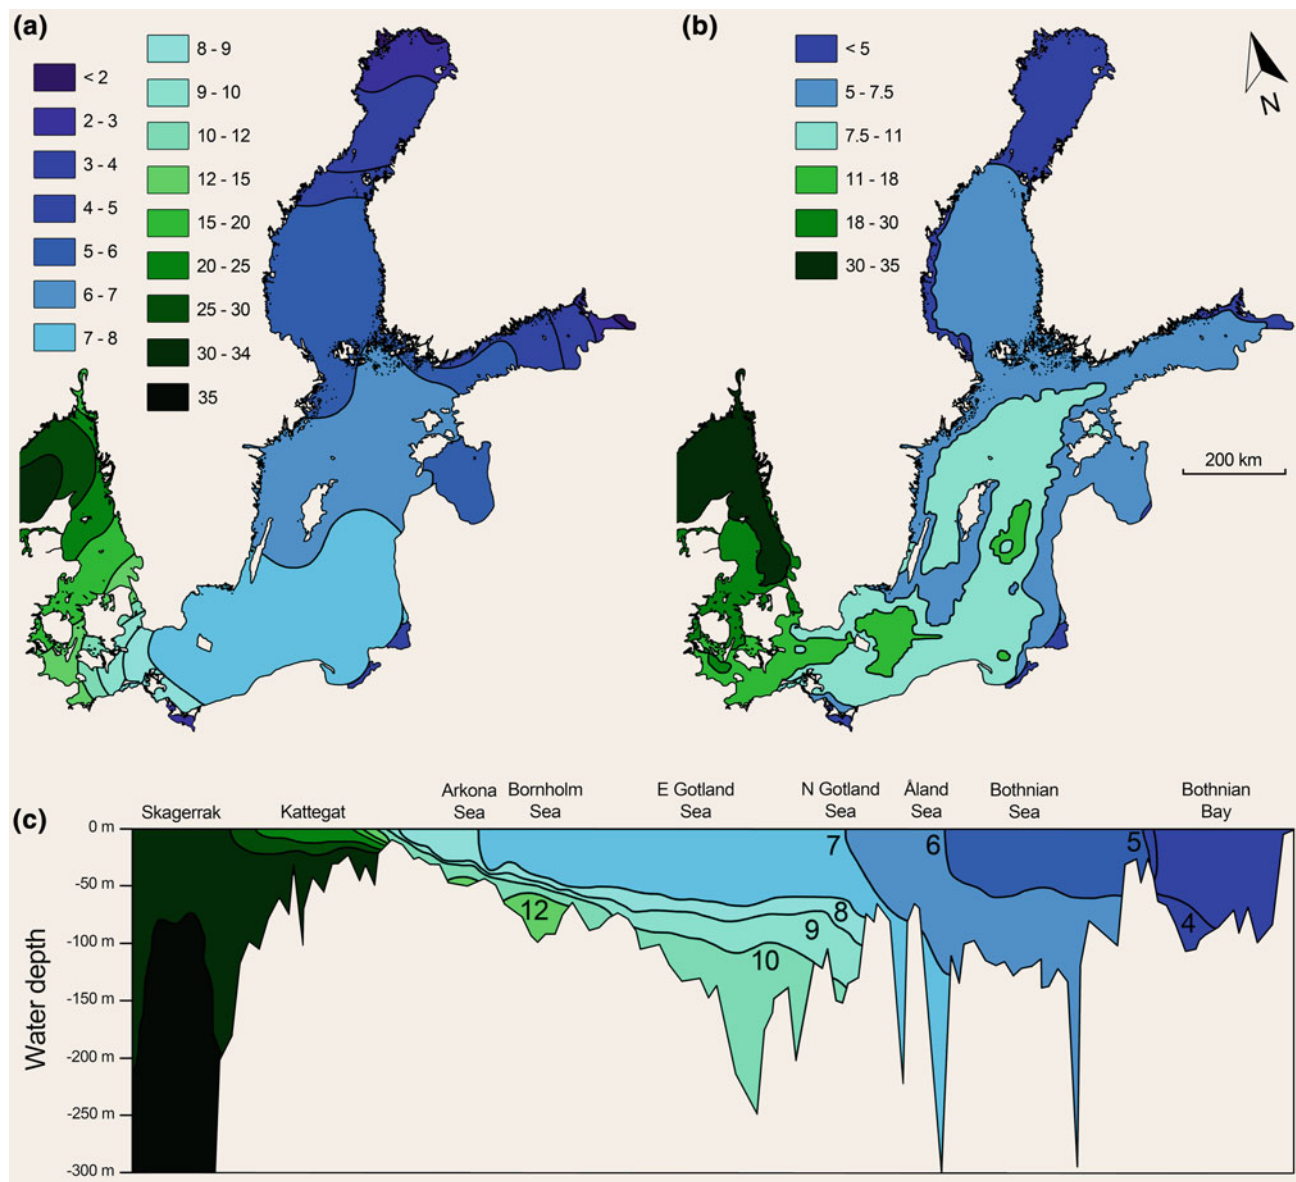 (a)
< 2
2 - 3
3 - 4
4 - 5
5 - 6
6 - 7
7 - 8
8 - 9
9 - 10
10 - 12
12 - 15
15 - 20
20 - 25
25 - 30
30 - 34
35
(b)
< 5
5 - 7.5
7.5 - 11
11 - 18
18 - 30
30 - 35
N
200 km
(c)
Skagerrak
Kattegat
Arkona
Sea
Bornholm
Sea
E Gotland
Sea
N Gotland
Sea
Åland
Sea
Bothnian
Sea
Bothnian
Bay
Water depth
0 m
-50 m
-100 m
-150 m
-200 m
-250 m
-300 m
12
10
9
8
7
6
5
4